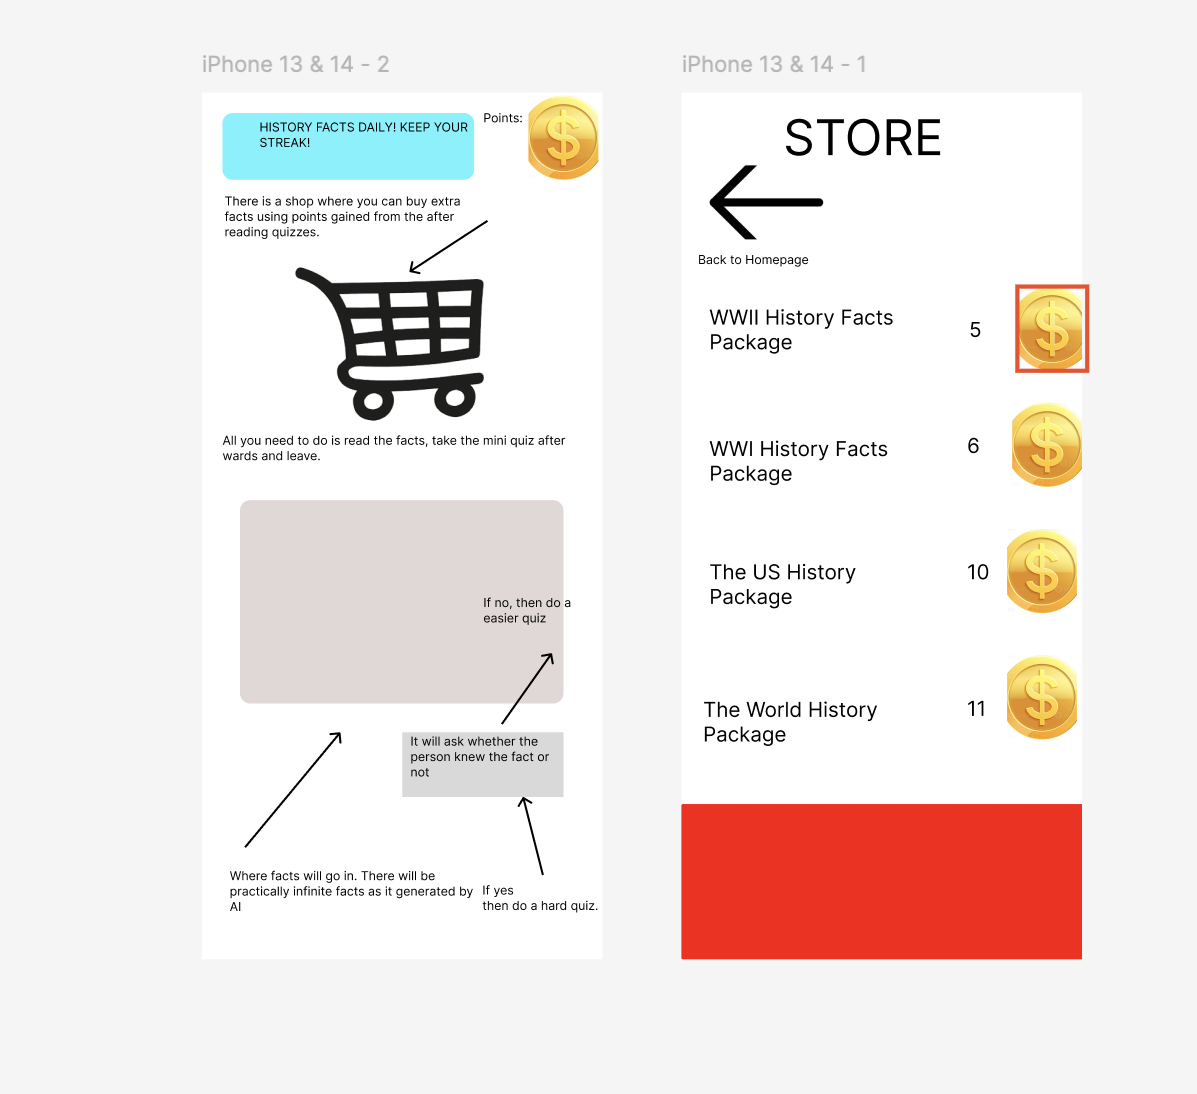 iPhone 13 & 14 - 2
HISTORY FACTS DAILY! KEEP YOUR
STREAK!
Points:
$
There is a shop where you can buy extra
facts using points gained from the after
reading quizzes.
All you need to do is read the facts, take the mini quiz after
wards and leave.
If no, then do a
easier quiz
It will ask whether the
person knew the fact or
not
Where facts will go in. There will be
practically infinite facts as it generated by
AI
If yes
then do a hard quiz.
iPhone 13 & 14 - 1
STORE
Back to Homepage
WWII History Facts
Package
5
$
WWI History Facts
Package
6
$
The US History
Package
10
$
The World History
Package
11
$